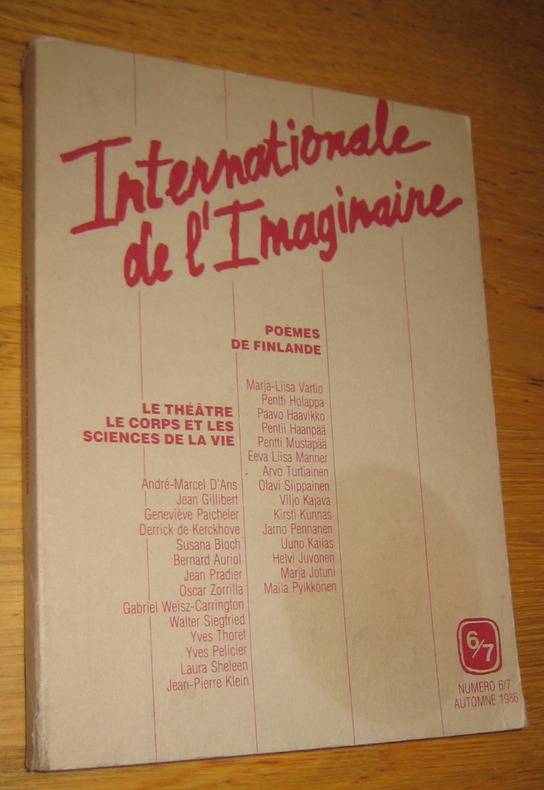 Internationale
de l'Imaginaire
POÈMES
DE FINLANDE
Marja-Liisa Vartio
Pentti Holappa
Paavo Haavikko
Pentii Haanpää
Pentti Mustapää
Eeva Liisa Manner
Arvo Turtiainen
Olavi Siippainen
Viljo Kajava
Kirsti Kunnas
Jarno Pennanen
Uuno Kailas
Helvi Juvonen
Marja Jotuni
Maila Pyikkönen
LE THÉÂTRE
LE CORPS ET LES
SCIENCES DE LA VIE
André-Marcel D'Ans
Jean Gillibert
Geneviève Paicheler
Derrick de Kerckhove
Susana Bloch
Bernard Auriol
Jean Pradier
Oscar Zorrilla
Gabriel Weisz-Carrington
Walter Siegfried
Yves Thoret
Yves Pelicier
Laura Sheleen
Jean-Pierre Klein
6/7
NUMERO 6/7
AUTOMNE 1986